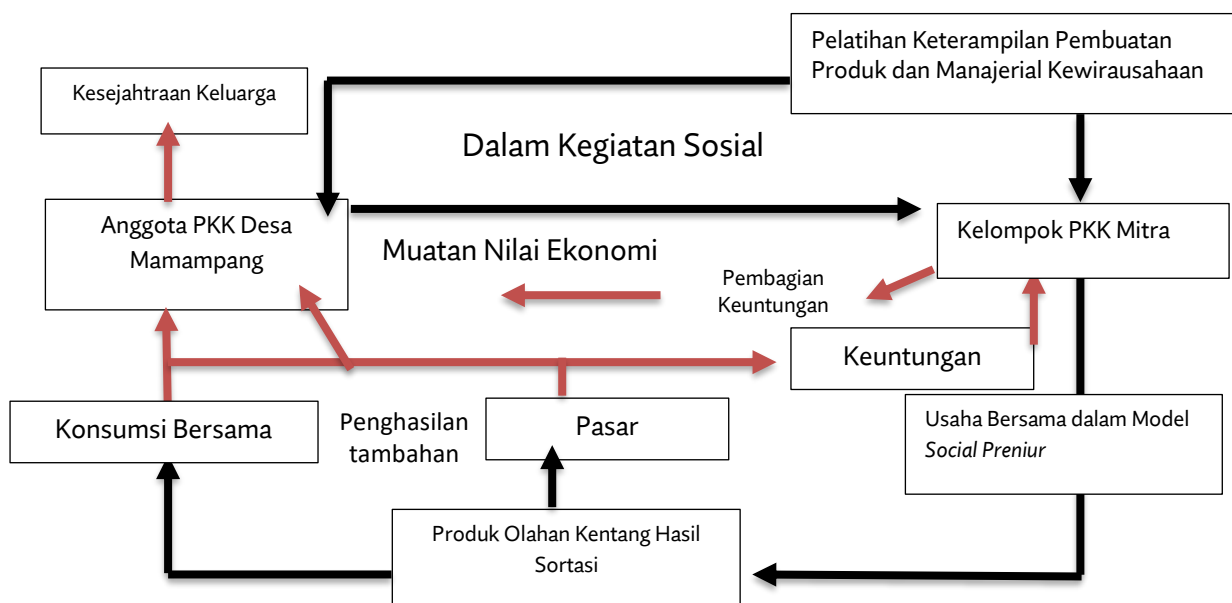 Pelatihan Keterampilan Pembuatan
Produk dan Manajerial Kewirausahaan
Kesejahtraan Keluarga
Dalam Kegiatan Sosial
Anggota PKK Desa
Mamampang
Kelompok PKK Mitra
Muatan Nilai Ekonomi
Pembagian
Keuntungan
Keuntungan
Konsumsi Bersama
Penghasilan
tambahan
Pasar
Usaha Bersama dalam Model
Social Preniur
Produk Olahan Kentang Hasil
Sortasi